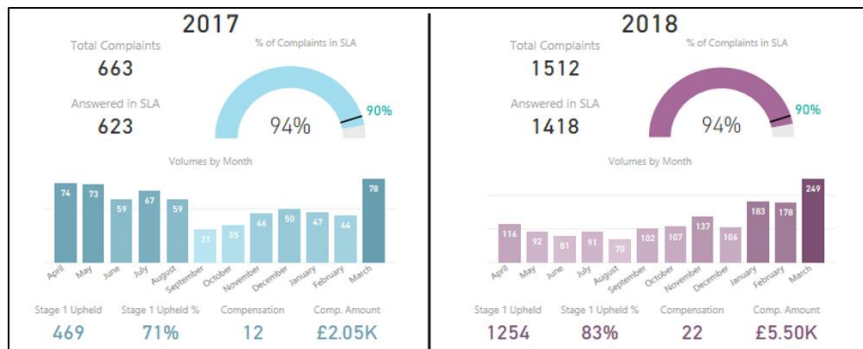 2017
Total Complaints
663
% of Complaints in SLA
90%
Answered in SLA
623
94%
Volumes by Month
74 73 59 67 59 31 35 46 50 47 44 78
April May June July August September October November December January February March
Stage 1 Upheld Stage 1 Upheld % Compensation Comp. Amount
469 71% 12 £2.05K
2018
Total Complaints
1512
% of Complaints in SLA
90%
Answered in SLA
1418
94%
Volumes by Month
116 92 81 91 70 102 107 137 106 183 178 249
April May June July August September October November December January February March
Stage 1 Upheld Stage 1 Upheld % Compensation Comp. Amount
1254 83% 22 £5.50K